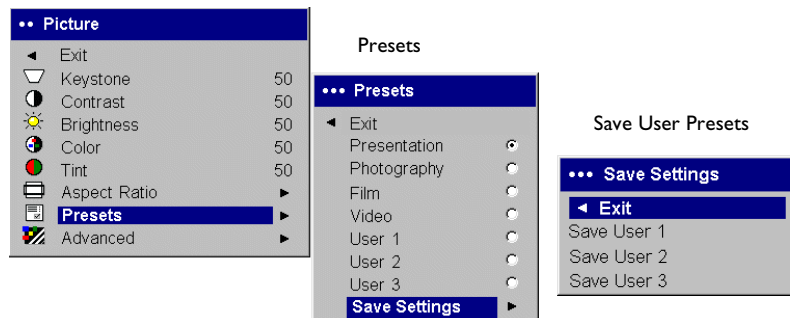 •• Picture
◄ Exit
Keystone 50
Contrast 50
Brightness 50
Color 50
Tint 50
Aspect Ratio ►
Presets ►
Advanced ►
Presets
••• Presets
◄ Exit
Presentation
Photography
Film
Video
User 1
User 2
User 3
Save Settings ►
Save User Presets
••• Save Settings
◄ Exit
Save User 1
Save User 2
Save User 3